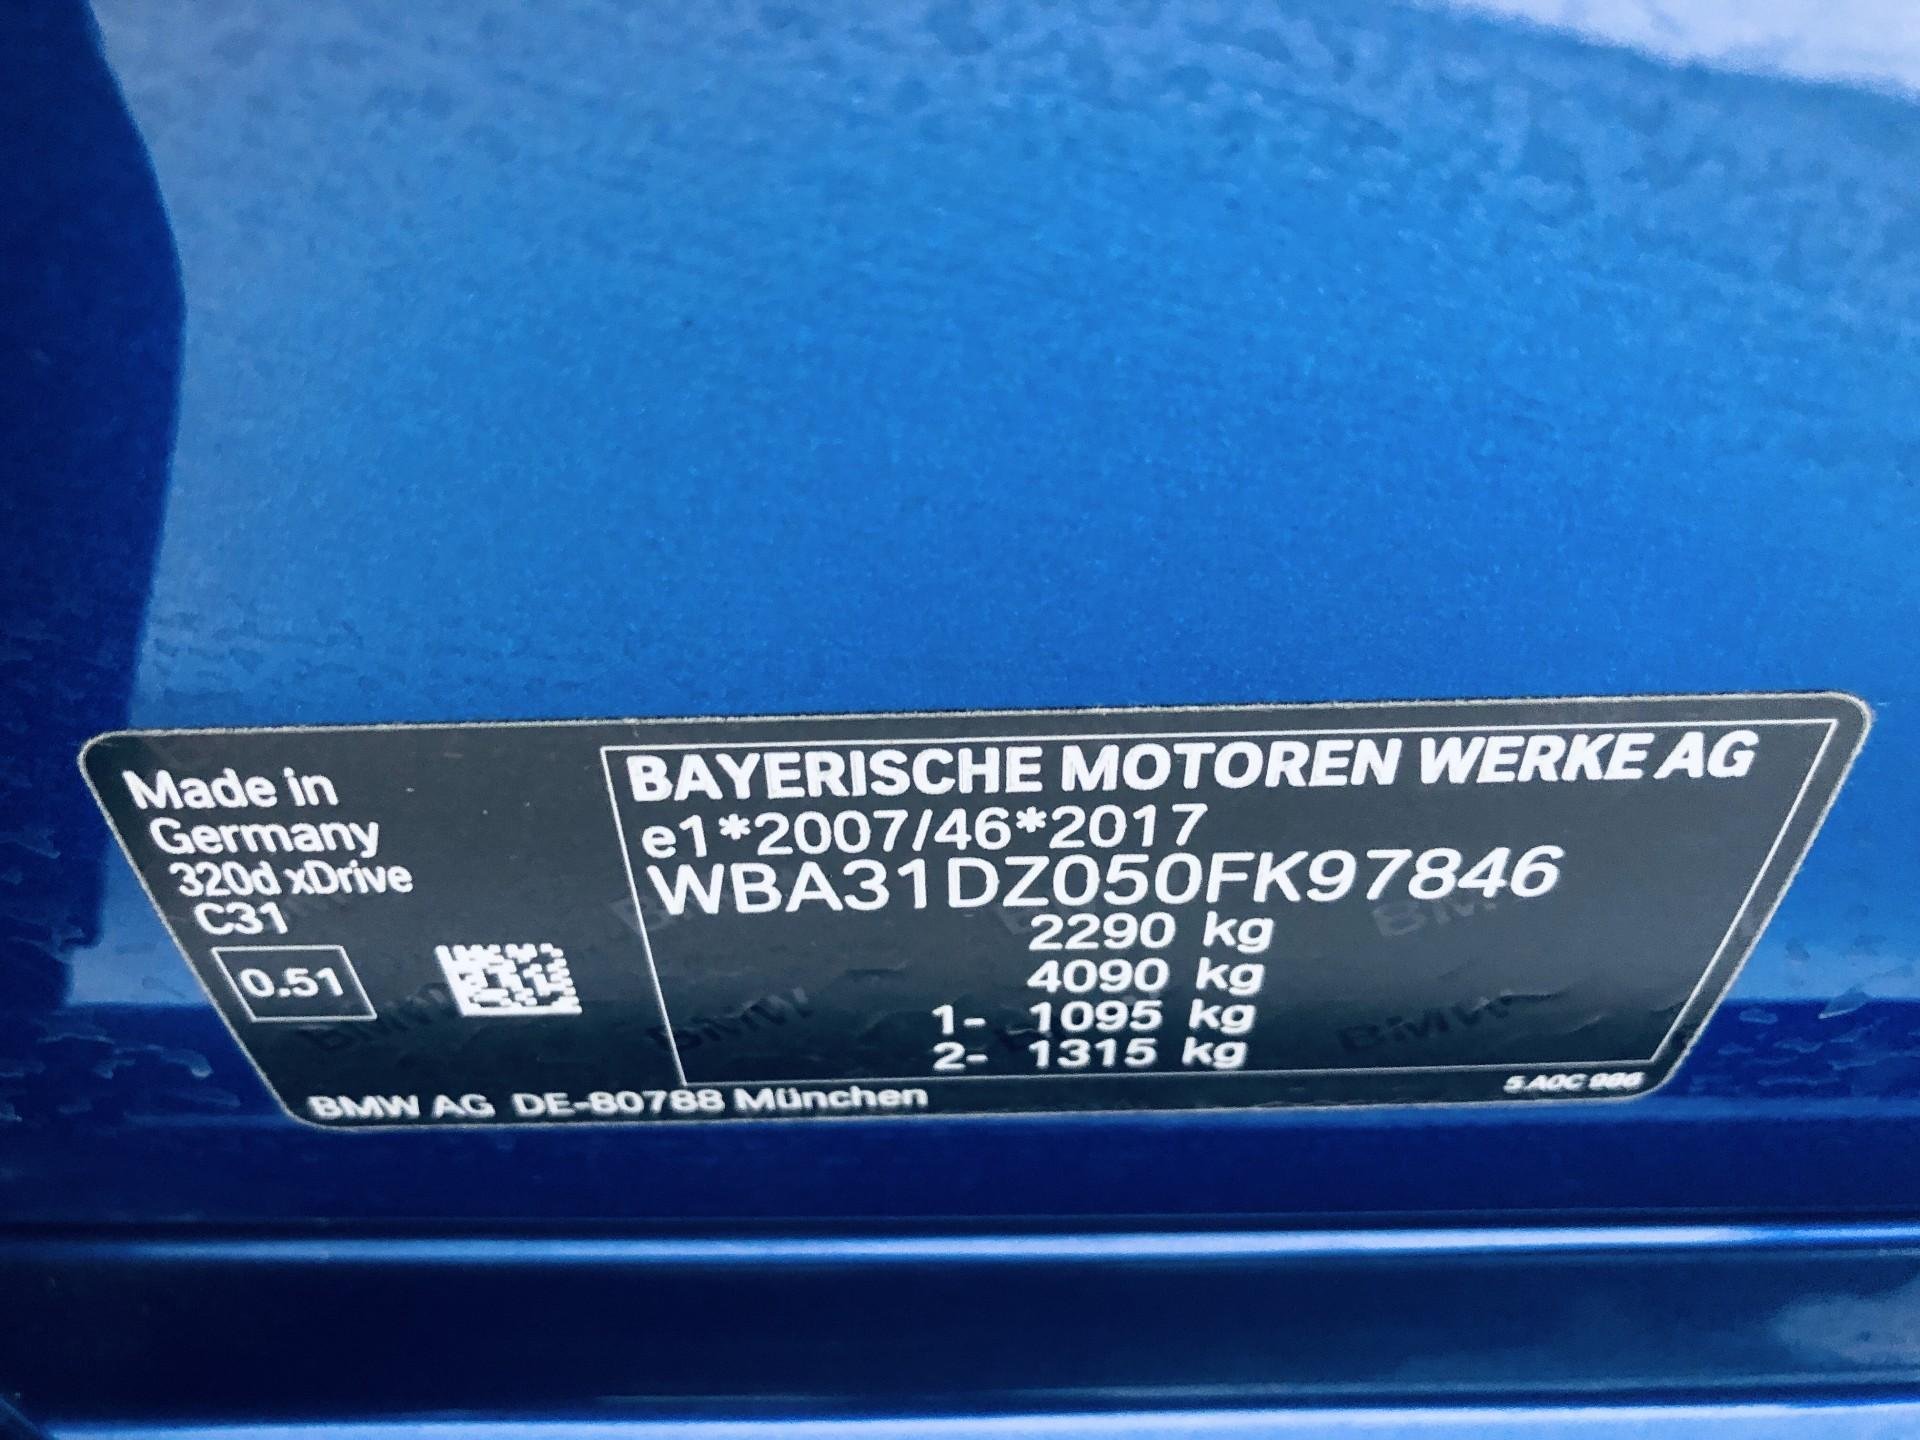 Made in
Germany
320d xDrive
C31
0.51
BAYERISCHE MOTOREN WERKE AG
e1*2007/46*2017
WBA31DZ050FK97846
2290 kg
4090 kg
1- 1095 kg
2- 1315 kg
BMW AG DE-80788 München
5 A0C 986